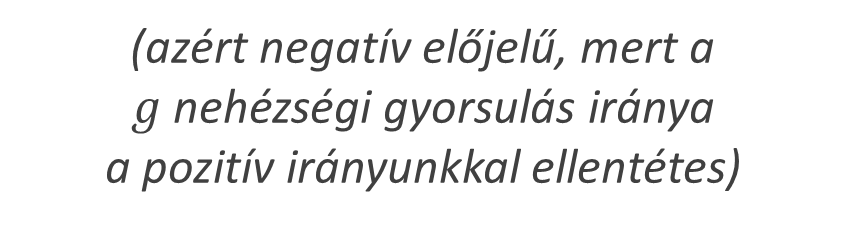 (azért negatív előjelű, mert a
g nehézségi gyorsulás iránya
a pozitív irányunkkal ellentétes)